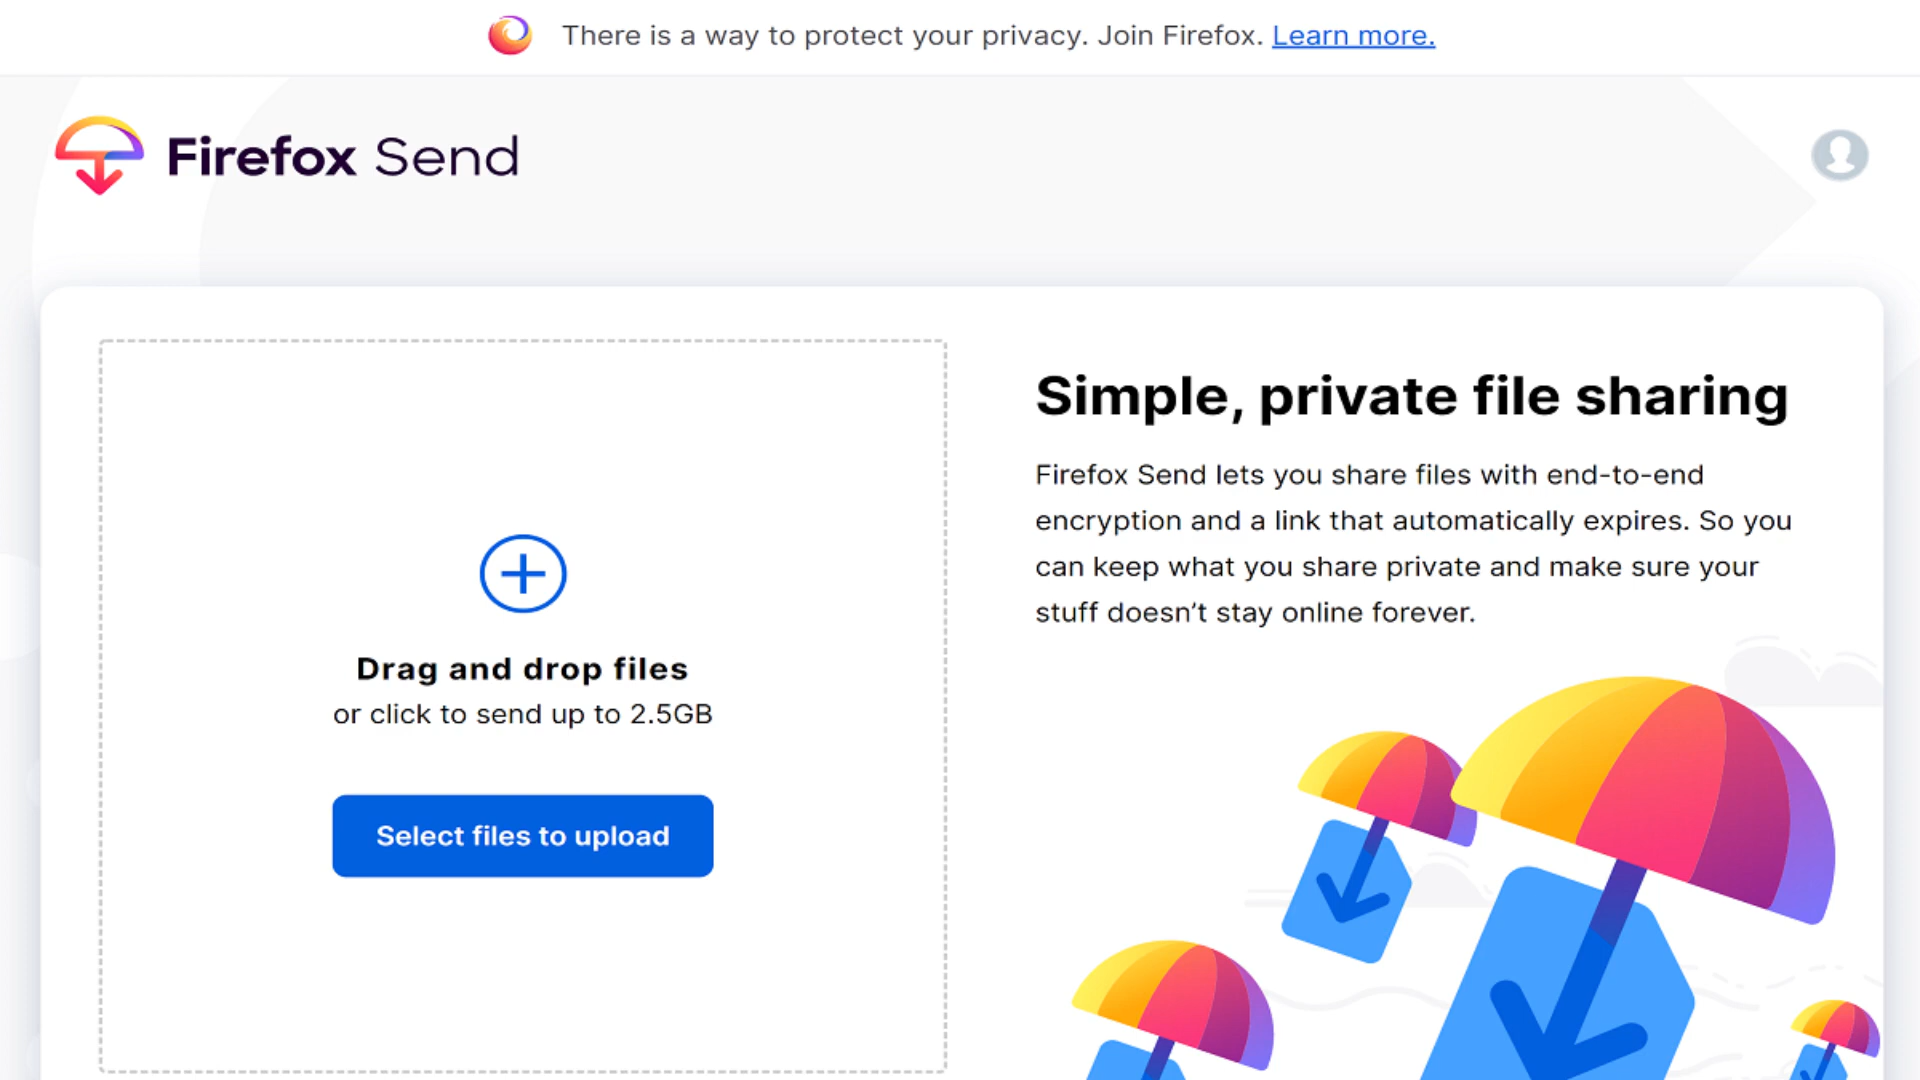 There is a way to protect your privacy. Join Firefox. Learn more.
Firefox Send
Drag and drop files
or click to send up to 2.5GB
Select files to upload
Simple, private file sharing
Firefox Send lets you share files with end-to-end
encryption and a link that automatically expires. So you
can keep what you share private and make sure your
stuff doesn’t stay online forever.